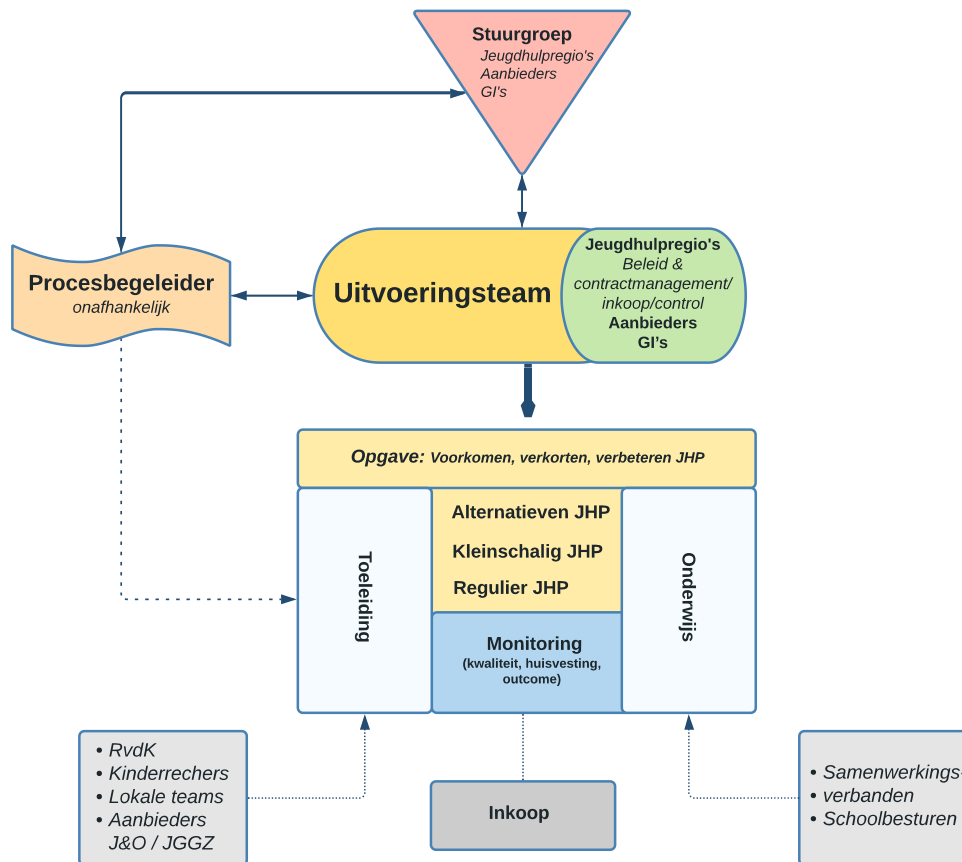 Stuurgroep
Jeugdhulpregio's
Aanbieders
GI's
Procesbegeleider
onafhankelijk
Uitvoeringsteam
Jeugdhulpregio's
Beleid &
contractmanagement/
inkoop/control
Aanbieders
GI's
Opgave: Voorkomen, verkorten, verbeteren JHP
Toeleiding
Alternatieven JHP
Kleinschalig JHP
Regulier JHP
Monitoring
(kwaliteit, huisvesting,
outcome)
Onderwijs
• RvdK
• Kinderrechers
• Lokale teams
• Aanbieders
J&O / JGGZ
Inkoop
• Samenwerkings-
• verbanden
• Schoolbesturen